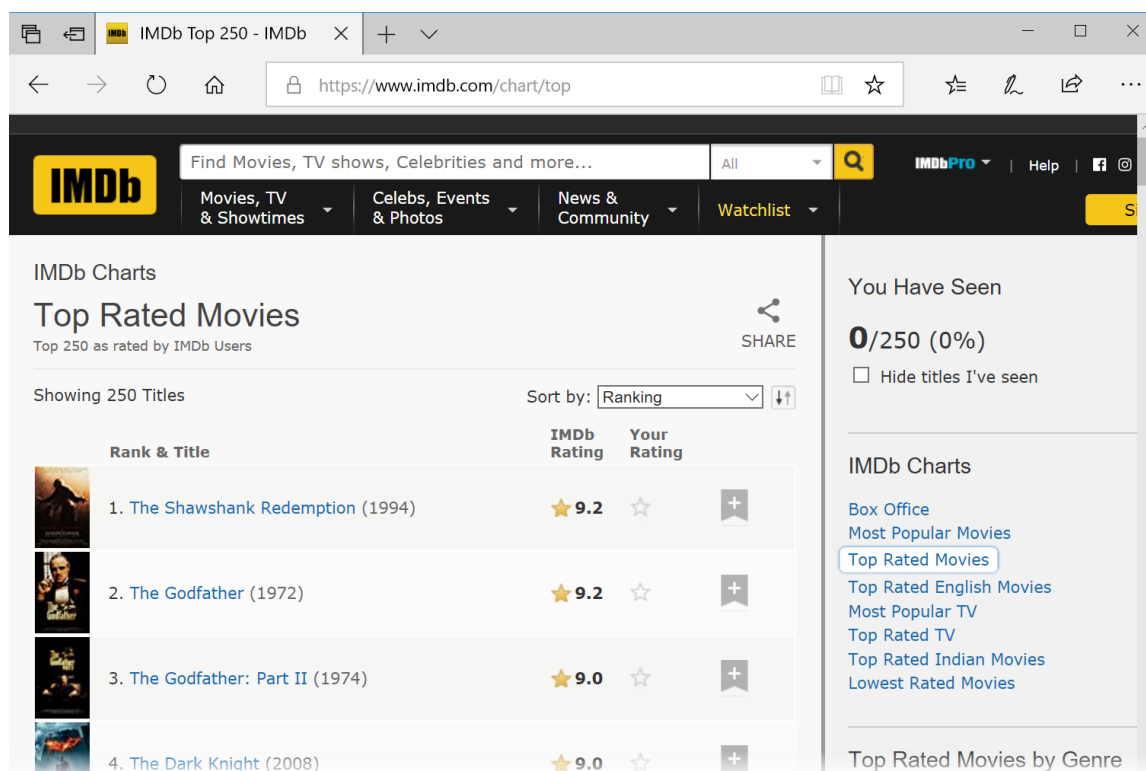 IMDb Top 250 - IMDb
https://www.imdb.com/chart/top
IMDb
Find Movies, TV shows, Celebrities and more...
All
IMDbPro
|
Help
|
Movies, TV
& Showtimes
Celebs, Events
& Photos
News &
Community
Watchlist
IMDb Charts
Top Rated Movies
Top 250 as rated by IMDb Users
SHARE
Showing 250 Titles
Sort by: Ranking
Rank & Title
IMDb
Rating
Your
Rating
1. The Shawshank Redemption (1994) 9.2
2. The Godfather (1972) 9.2
3. The Godfather: Part II (1974) 9.0
4. The Dark Knight (2008) 9.0
You Have Seen
0/250 (0%)
Hide titles I've seen
IMDb Charts
Box Office
Most Popular Movies
Top Rated Movies
Top Rated English Movies
Most Popular TV
Top Rated TV
Top Rated Indian Movies
Lowest Rated Movies
Top Rated Movies by Genre